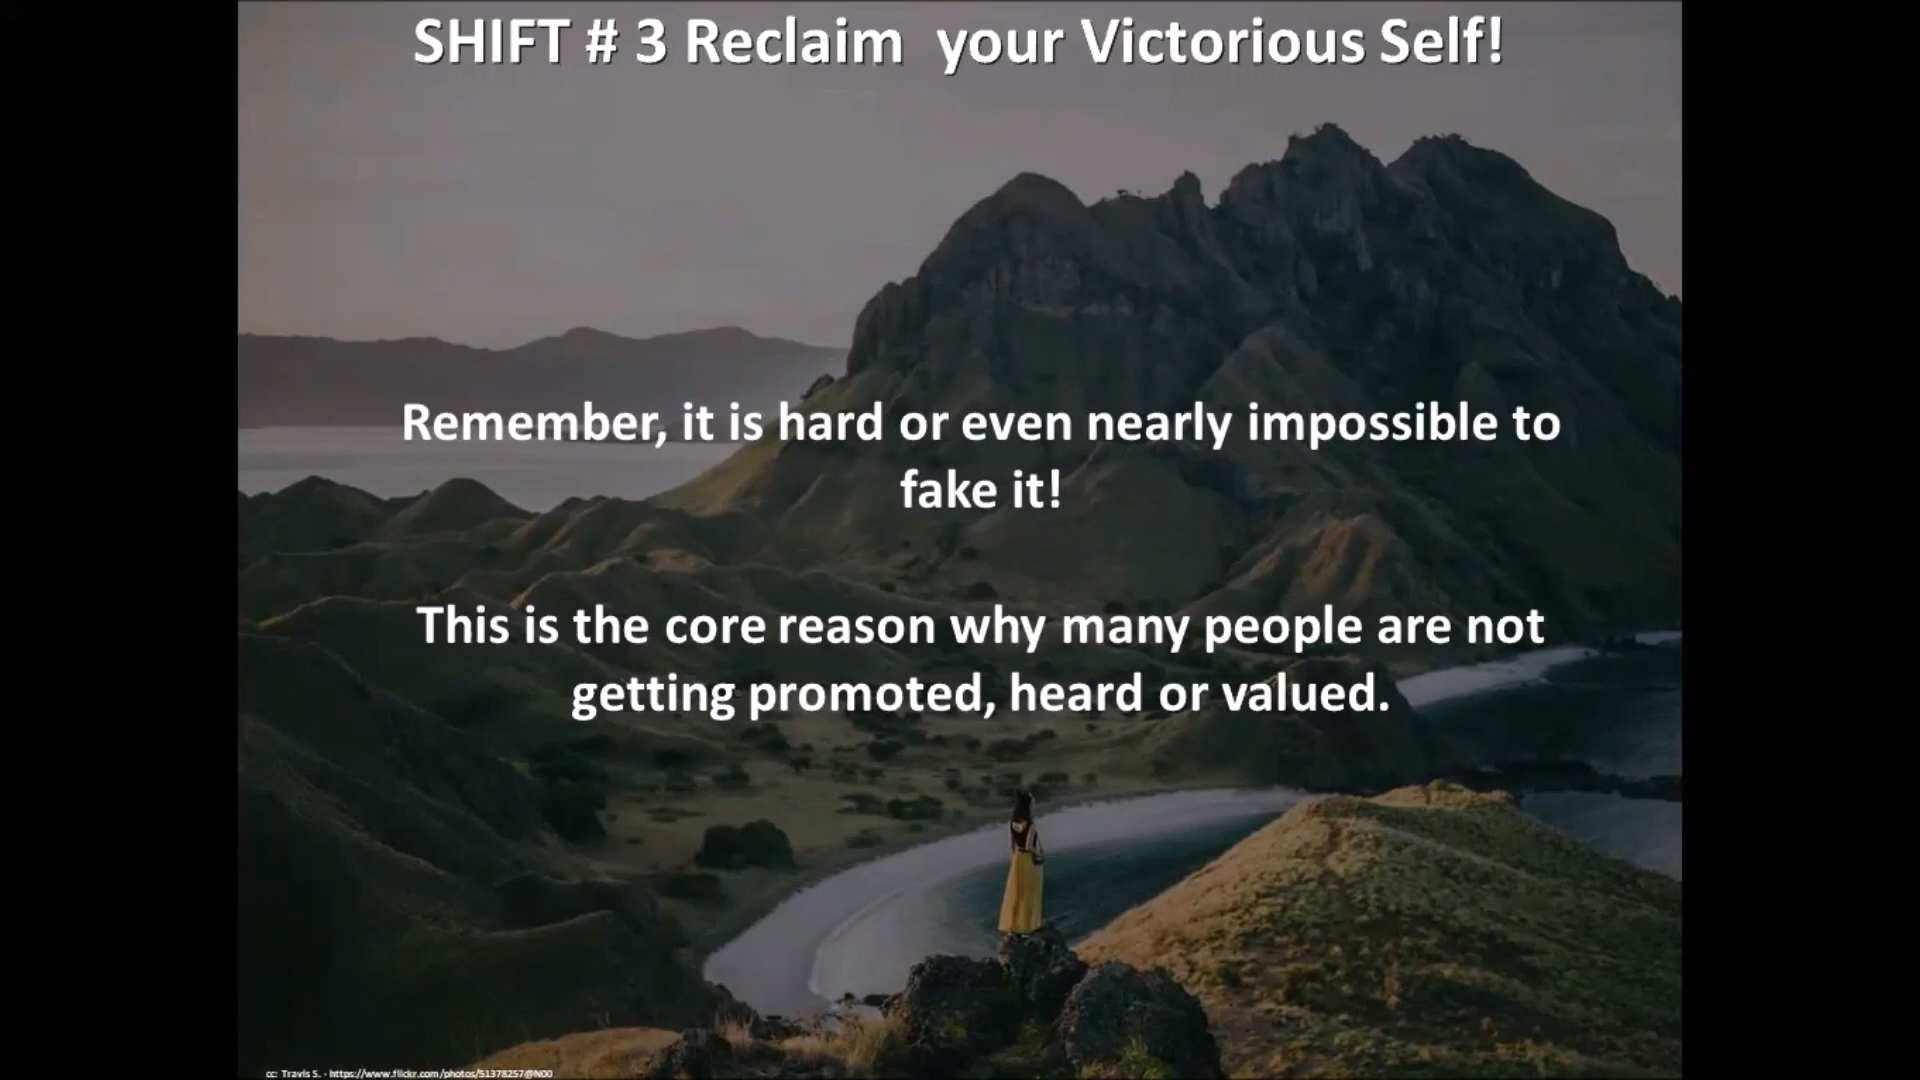 SHIFT # 3 Reclaim  your Victorious Self!
Remember, it is hard or even nearly impossible to
fake it!
This is the core reason why many people are not
getting promoted, heard or valued.
cc: Travis S. - https://www.flickr.com/photos/51378257@N00